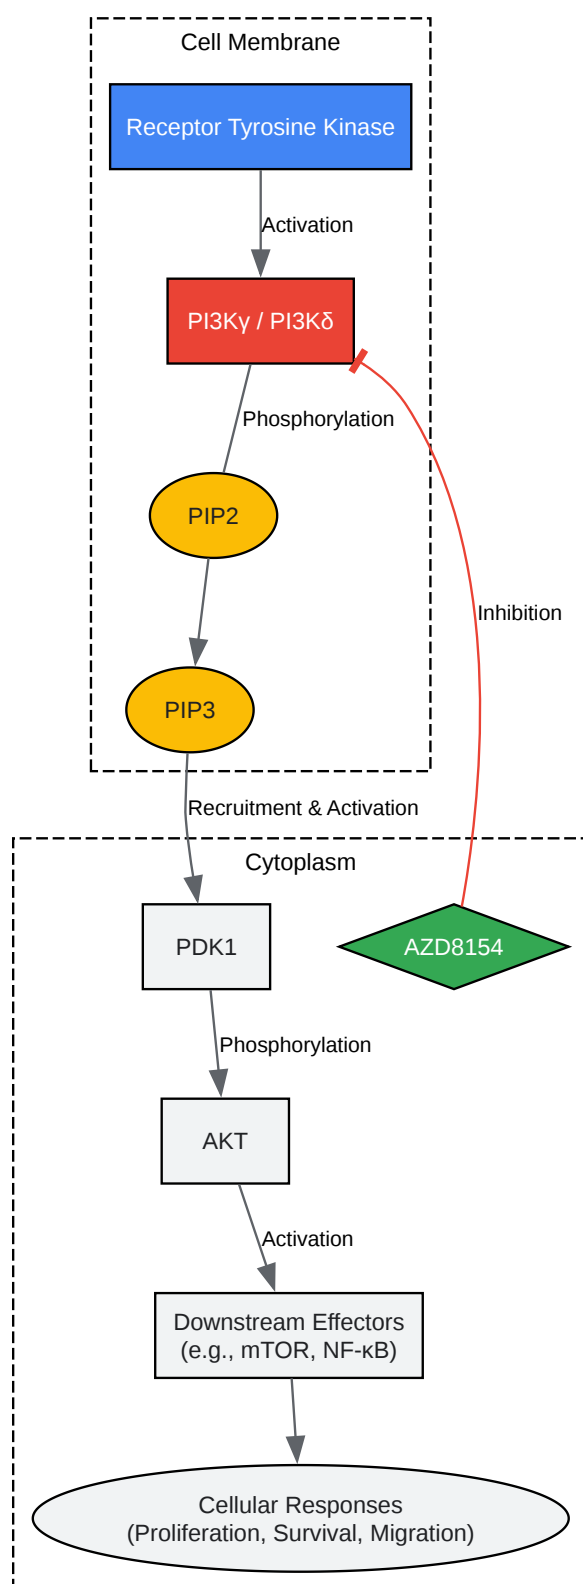 Cell Membrane
Receptor Tyrosine Kinase
Activation
PI3Kγ / PI3Kδ
Phosphorylation
PIP2
Inhibition
PIP3
Recruitment & Activation
Cytoplasm
PDK1
AZD8154
Phosphorylation
AKT
Activation
Downstream Effectors
(e.g., mTOR, NF-κB)
Cellular Responses
(Proliferation, Survival, Migration)